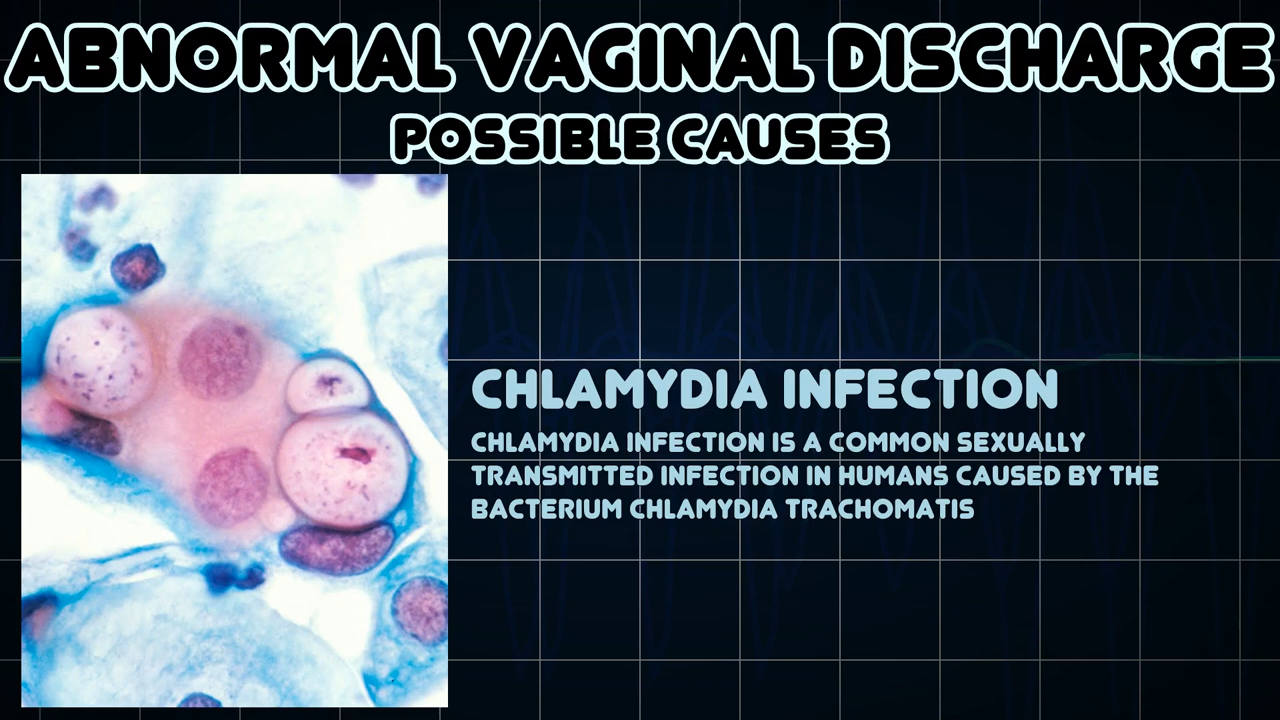 ABNORMAL VAGINAL DISCHARGE
POSSIBLE CAUSES
CHLAMYDIA INFECTION
CHLAMYDIA INFECTION IS A COMMON SEXUALLY
TRANSMITTED INFECTION IN HUMANS CAUSED BY THE
BACTERIUM CHLAMYDIA TRACHOMATIS